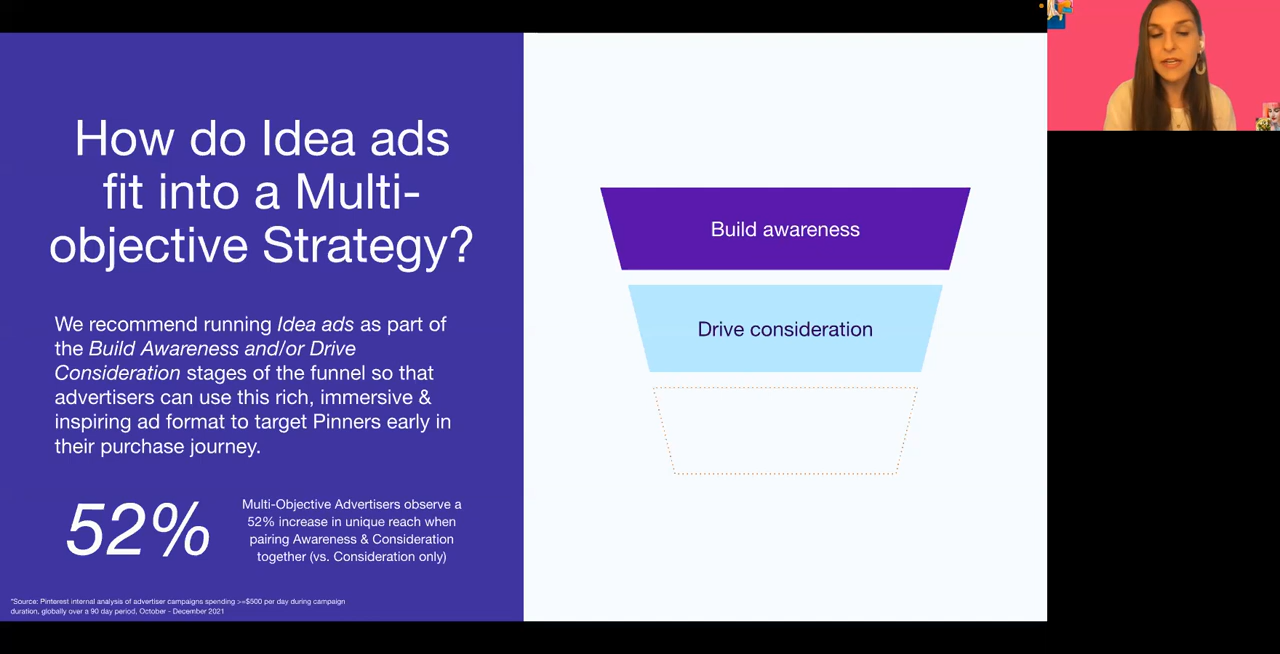 How do Idea ads
fit into a Multi-
objective Strategy?
We recommend running Idea ads as part of
the Build Awareness and/or Drive
Consideration stages of the funnel so that
advertisers can use this rich, immersive &
inspiring ad format to target Pinners early in
their purchase journey.
52%
Multi-Objective Advertisers observe a
52% increase in unique reach when
pairing Awareness & Consideration
together (vs. Consideration only)
*Source: Pinterest internal analysis of advertiser campaigns spending >=$500 per day during campaign
duration, globally over a 90 day period, October - December 2021
Build awareness
Drive consideration